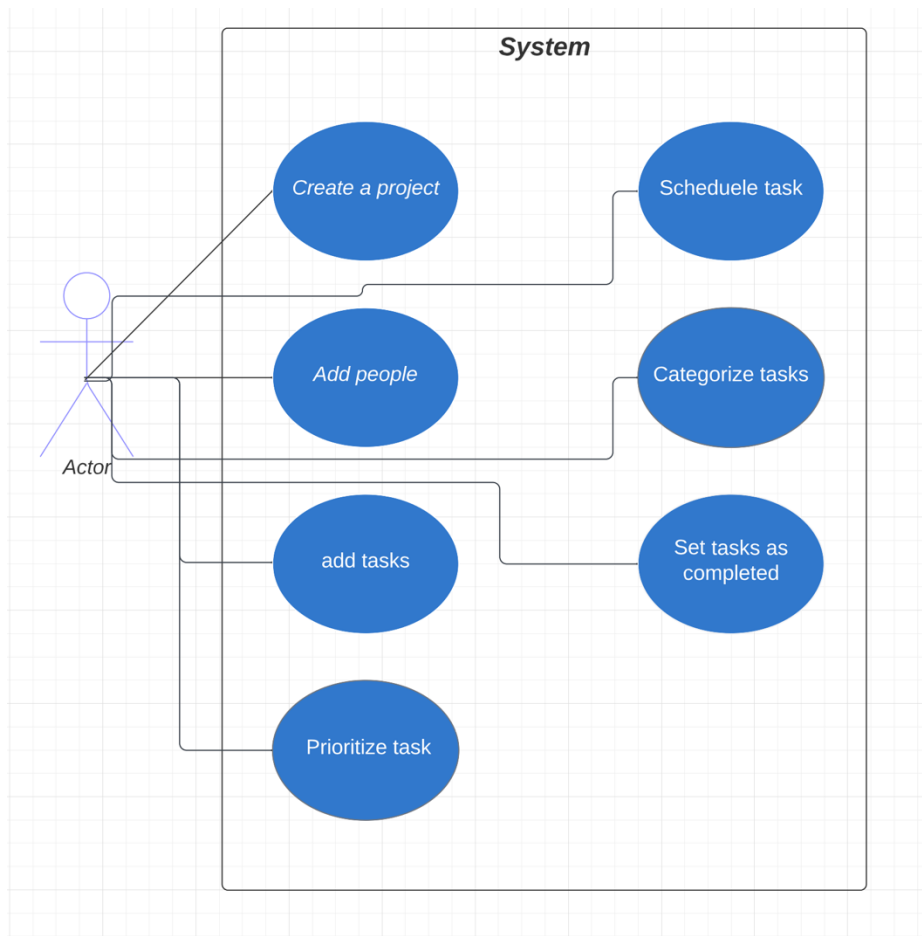 System
Create a project
Scheduele task
Add people
Categorize tasks
Actor
add tasks
Set tasks as
completed
Prioritize task